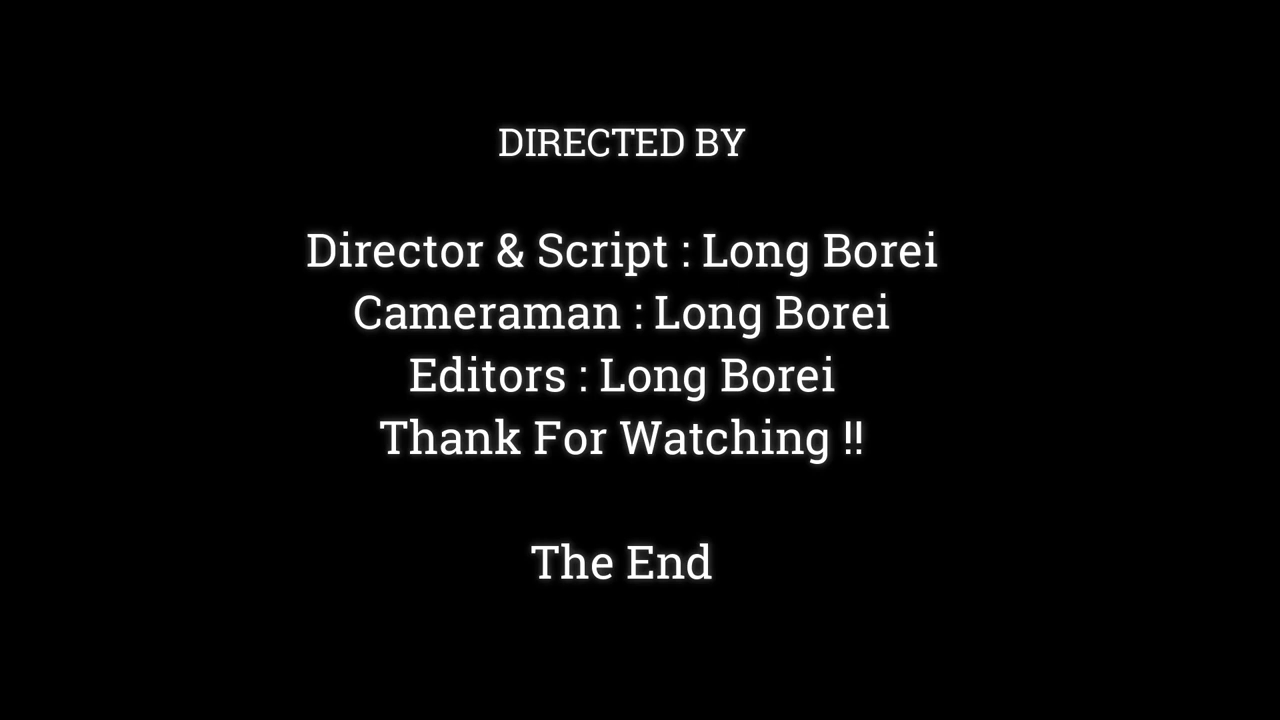 DIRECTED BY
Director & Script : Long Borei
Cameraman : Long Borei
Editors : Long Borei
Thank For Watching !!
The End